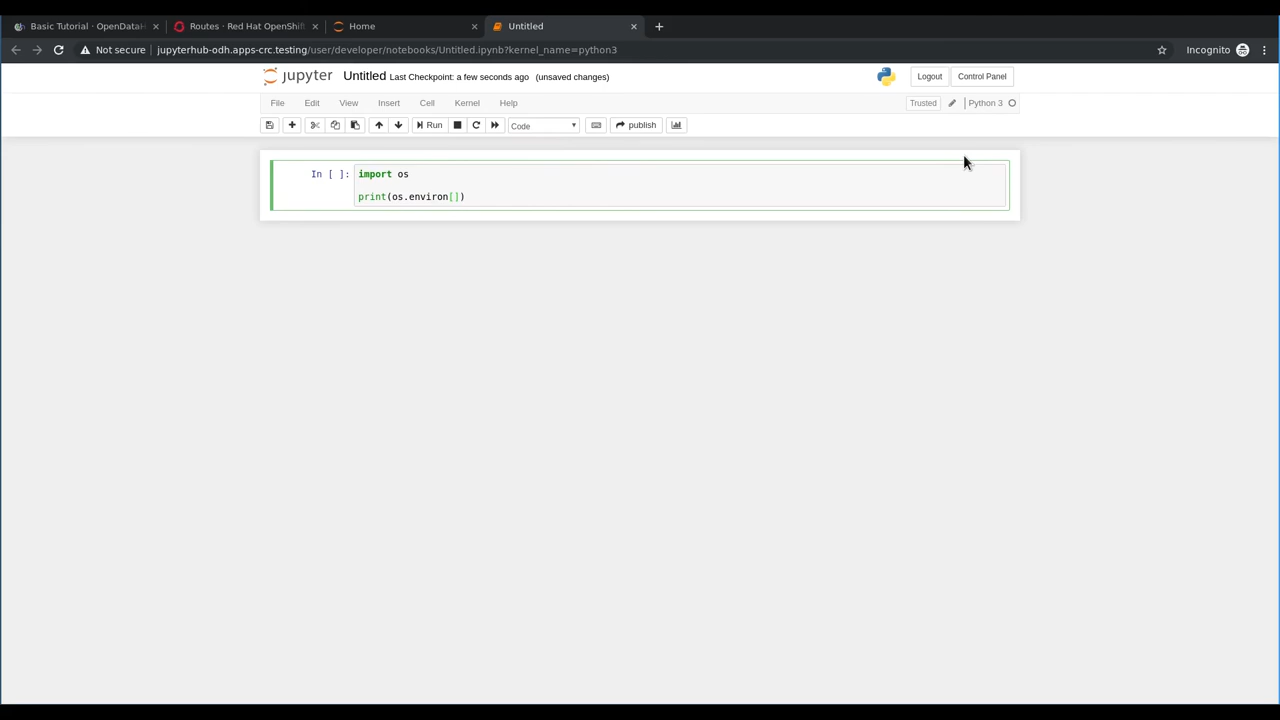 Basic Tutorial · OpenDataH
Routes · Red Hat OpenShift
Home
Untitled
Not secure
jupyterhub-odh.apps-crc.testing/user/developer/notebooks/Untitled.ipynb?kernel_name=python3
Incognito
jupyter Untitled Last Checkpoint: a few seconds ago (unsaved changes)
Logout
Control Panel
File Edit View Insert Cell Kernel Help
Trusted
Python 3
Run
Code
publish
In [ ]: import os
print(os.environ[])